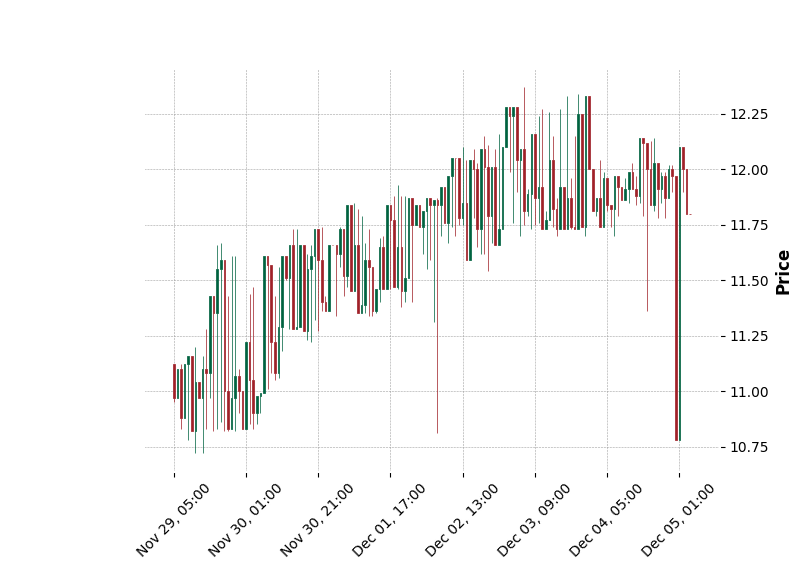 12.25
12.00
11.75
11.50
11.25
11.00
10.75
Price
Nov 29, 05:00
Nov 30, 01:00
Nov 30, 21:00
Dec 01, 17:00
Dec 02, 13:00
Dec 03, 09:00
Dec 04, 05:00
Dec 05, 01:00